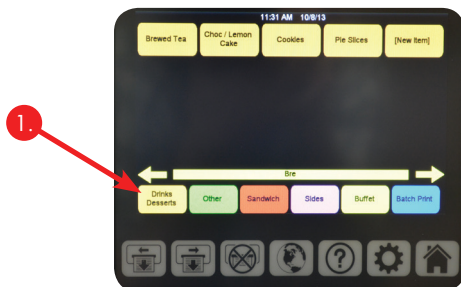 11:31 AM 10/8/13
Brewed Tea
Choc / Lemon
Cake
Cookies
Pie Slices
[New Item]
1.
Bre
Drinks
Desserts
Other
Sandwich
Sides
Buffet
Batch Print
?